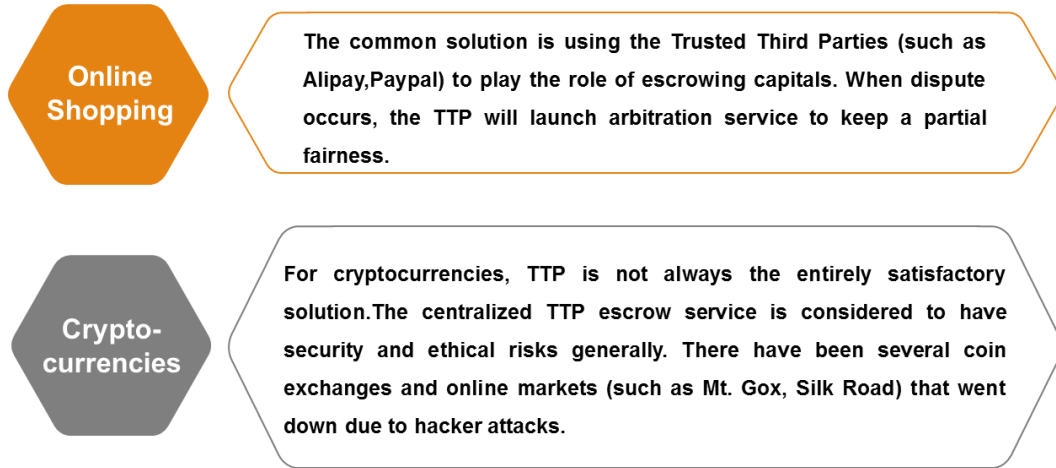 Online
Shopping
The common solution is using the Trusted Third Parties (such as
Alipay,Paypal) to play the role of escrowing capitals. When dispute
occurs, the TTP will launch arbitration service to keep a partial
fairness.
Crypto-
currencies
For cryptocurrencies, TTP is not always the entirely satisfactory
solution.The centralized TTP escrow service is considered to have
security and ethical risks generally. There have been several coin
exchanges and online markets (such as Mt. Gox, Silk Road) that went
down due to hacker attacks.